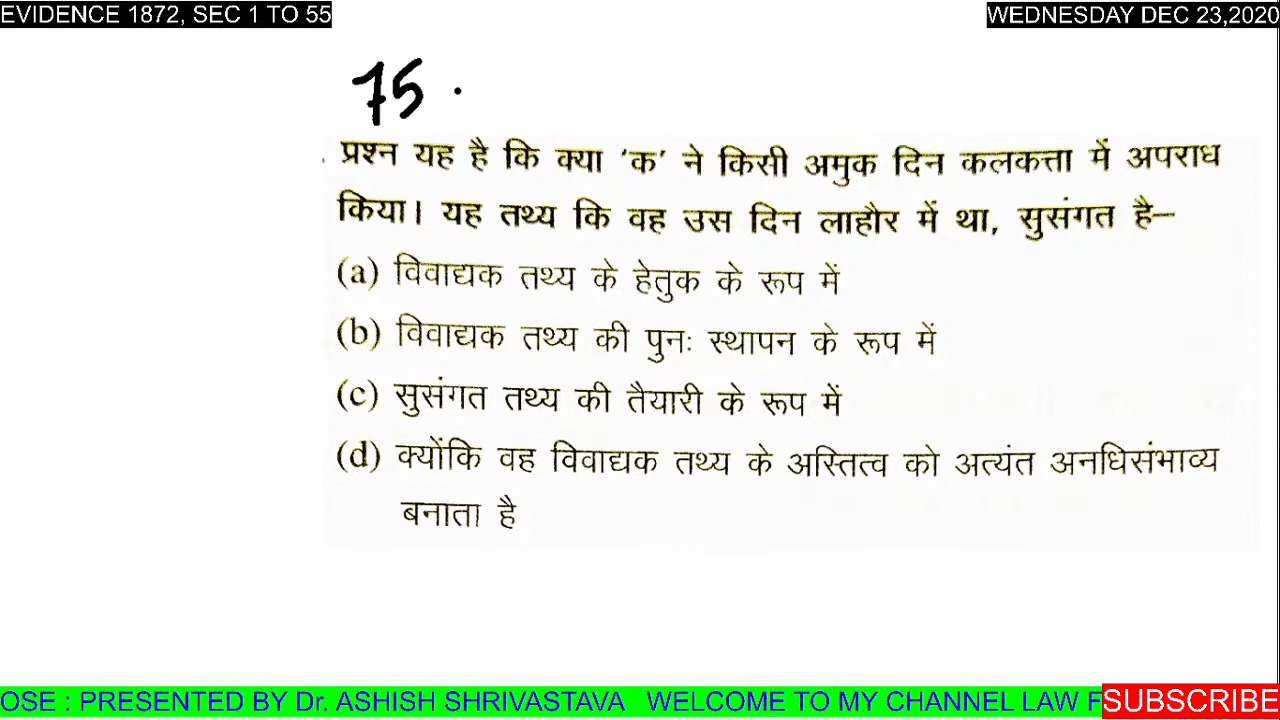 EVIDENCE 1872, SEC 1 TO 55
WEDNESDAY DEC 23,2020
75.
प्रश्न यह है कि क्या 'क' ने किसी अमुक दिन कलकत्ता में अपराध
किया। यह तथ्य कि वह उस दिन लाहौर में था, सुसंगत है–
(a) विवाद्यक तथ्य के हेतुक के रूप में
(b) विवाद्यक तथ्य की पुनः स्थापन के रूप में
(c) सुसंगत तथ्य की तैयारी के रूप में
(d) क्योंकि वह विवाद्यक तथ्य के अस्तित्व को अत्यंत अनधिसंभाव्य
बनाता है
OSE : PRESENTED BY Dr. ASHISH SHRIVASTAVA WELCOME TO MY CHANNEL LAW F
SUBSCRIBE